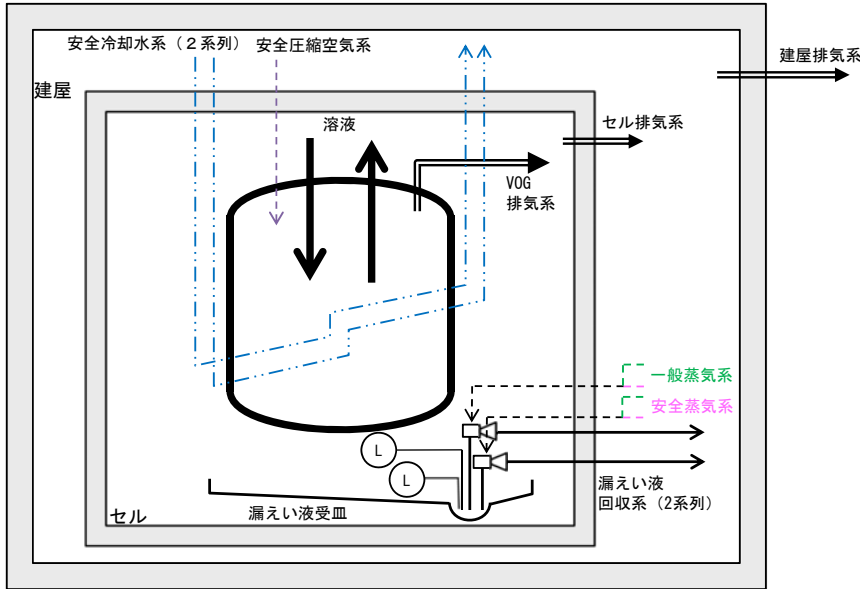 安全冷却水系(2系列)
安全圧縮空気系
建屋排気系
建屋
セル排気系
溶液
VOG
排気系
一般蒸気系
安全蒸気系
L
L
漏えい液
回収系(2系列)
漏えい液受皿
セル